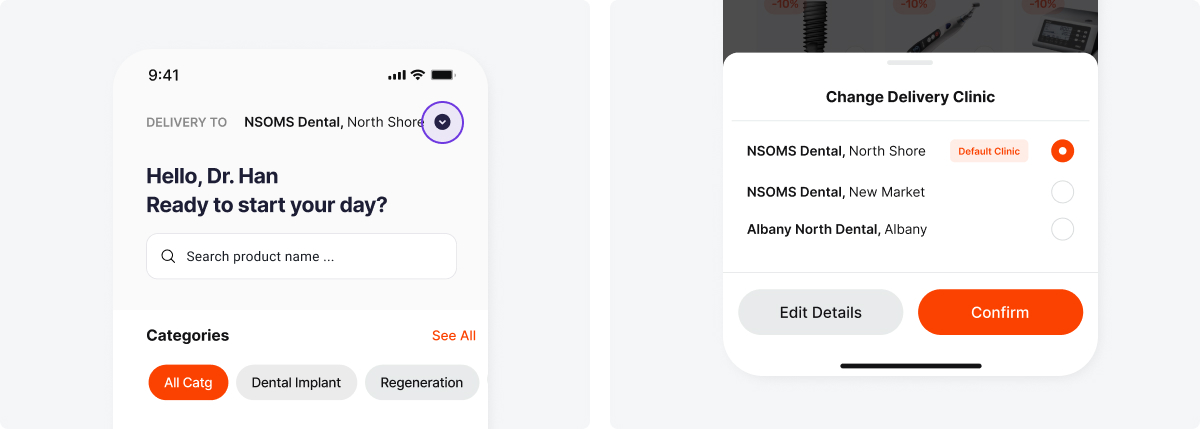 9:41
DELIVERY TO NSOMS Dental, North Shore
Hello, Dr. Han
Ready to start your day?
Search product name ...
Categories See All
All Catg Dental Implant Regeneration
-10% -10% -10%
Change Delivery Clinic
NSOMS Dental, North Shore Default Clinic
NSOMS Dental, New Market
Albany North Dental, Albany
Edit Details Confirm